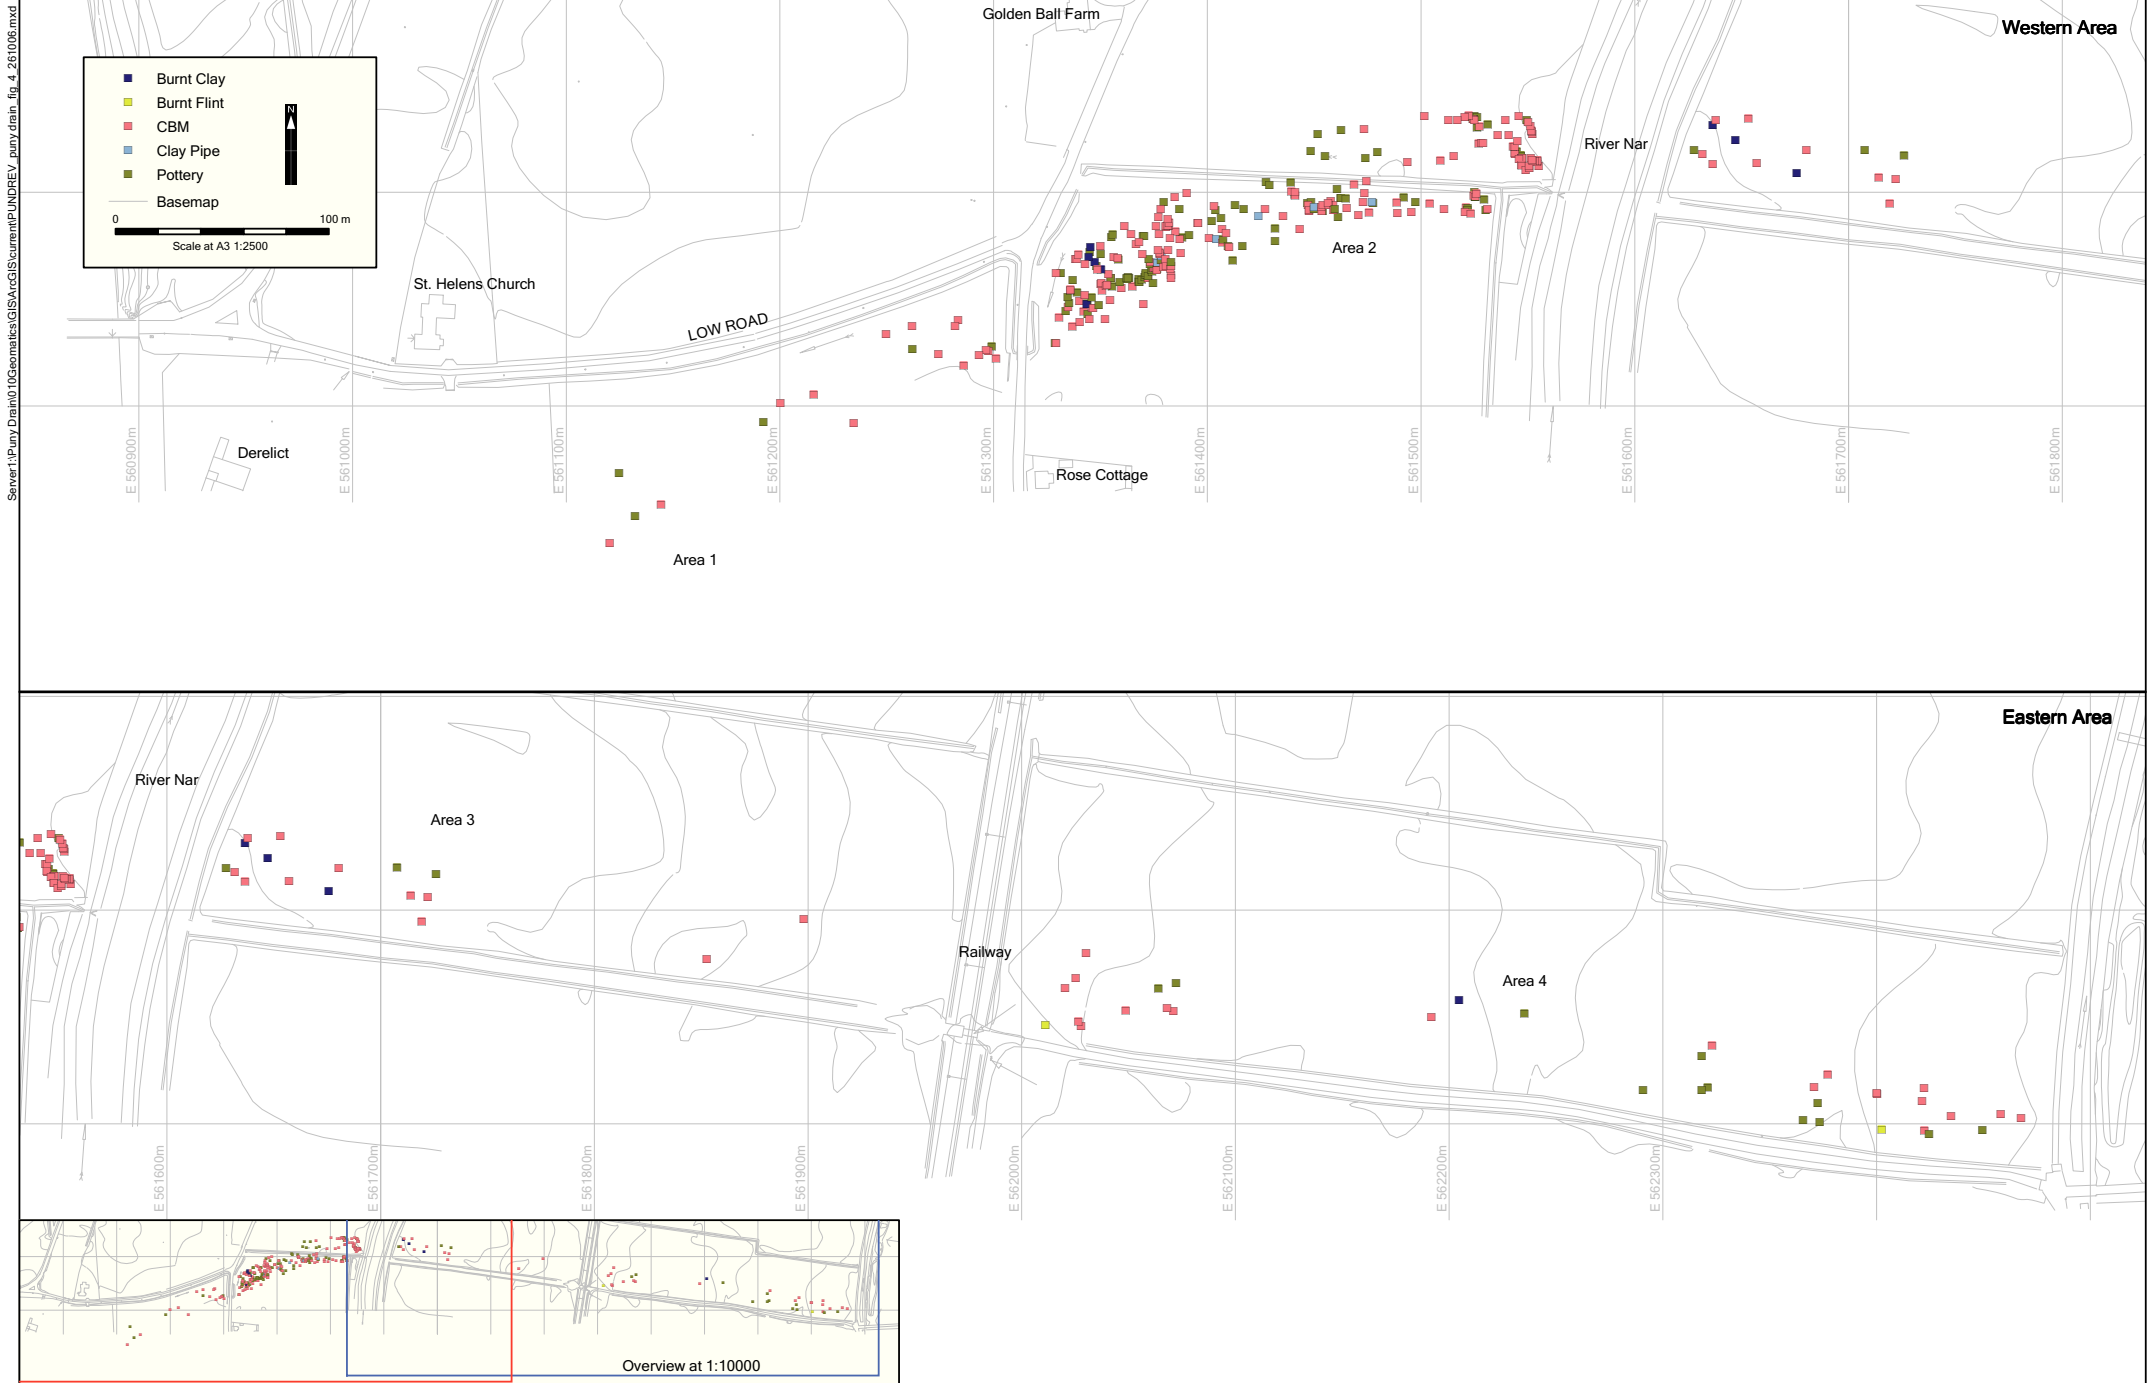 Server1:\Puny Drain\010Geomatics\GIS\ArcGIS\current\PUNDREV_puny drain_fig_4_261006.mxd
Golden Ball Farm
Western Area
Burnt Clay
Burnt Flint
CBM
Clay Pipe
Pottery
Basemap
0 100 m
Scale at A3 1:2500
N
River Nar
Area 2
St. Helens Church
LOW ROAD
Derelict
Rose Cottage
Area 1
E 560900m
E 561000m
E 561100m
E 561200m
E 561300m
E 561400m
E 561500m
E 561600m
E 561700m
E 561800m
Eastern Area
River Nar
Area 3
Railway
Area 4
E 561600m
E 561700m
E 561800m
E 561900m
E 562000m
E 562100m
E 562200m
E 562300m
Overview at 1:10000